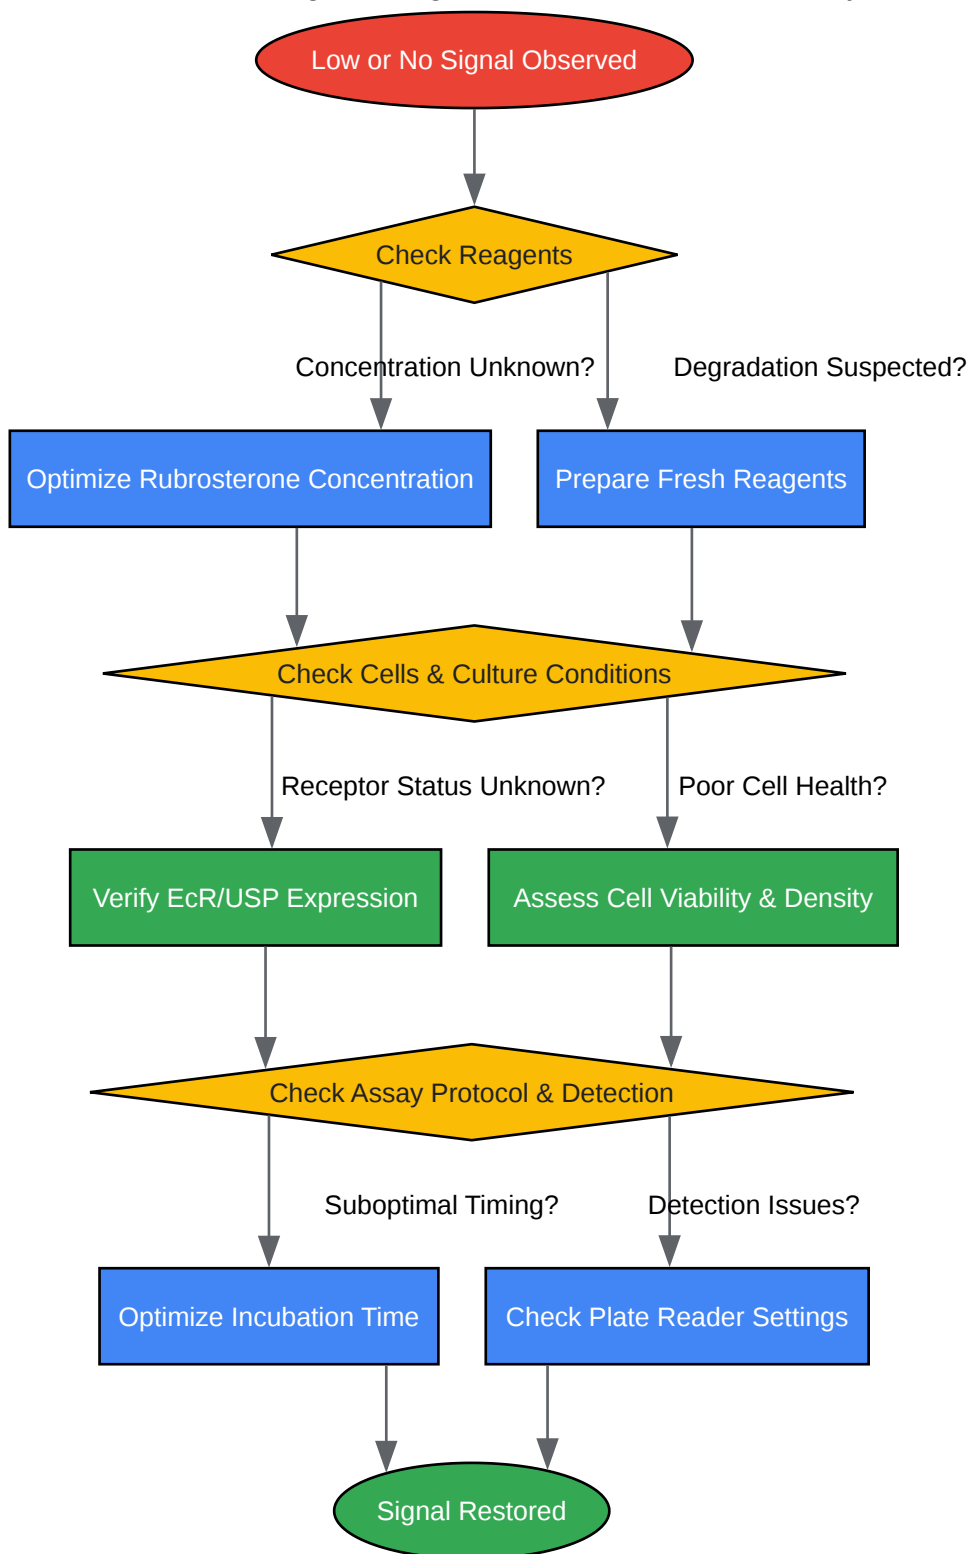 Low or No Signal Observed
Check Reagents
Concentration Unknown?
Degradation Suspected?
Optimize Rubrosterone Concentration
Prepare Fresh Reagents
Check Cells & Culture Conditions
Receptor Status Unknown?
Poor Cell Health?
Verify EcR/USP Expression
Assess Cell Viability & Density
Check Assay Protocol & Detection
Suboptimal Timing?
Detection Issues?
Optimize Incubation Time
Check Plate Reader Settings
Signal Restored